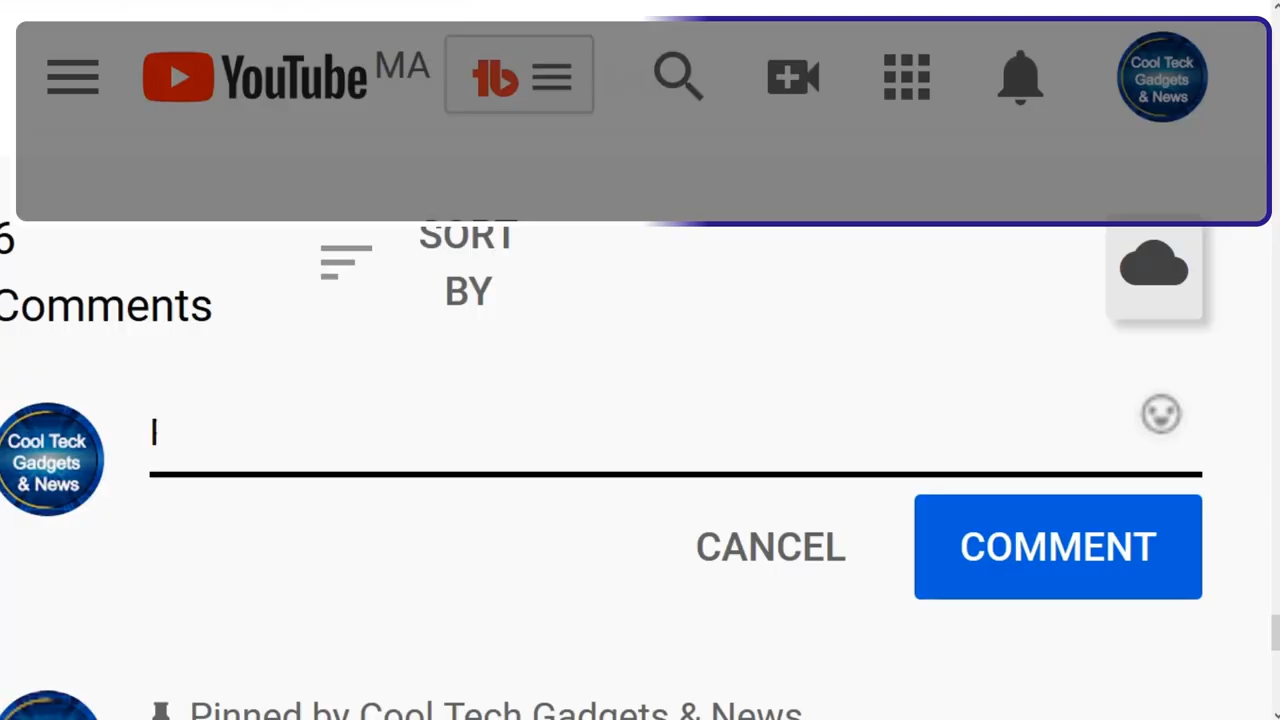 YouTube MA
Cool Teck
Gadgets
& News
SORT
BY
6
Comments
Cool Teck
Gadgets
& News
CANCEL
COMMENT
Pinned by Cool Tech Gadgets & News